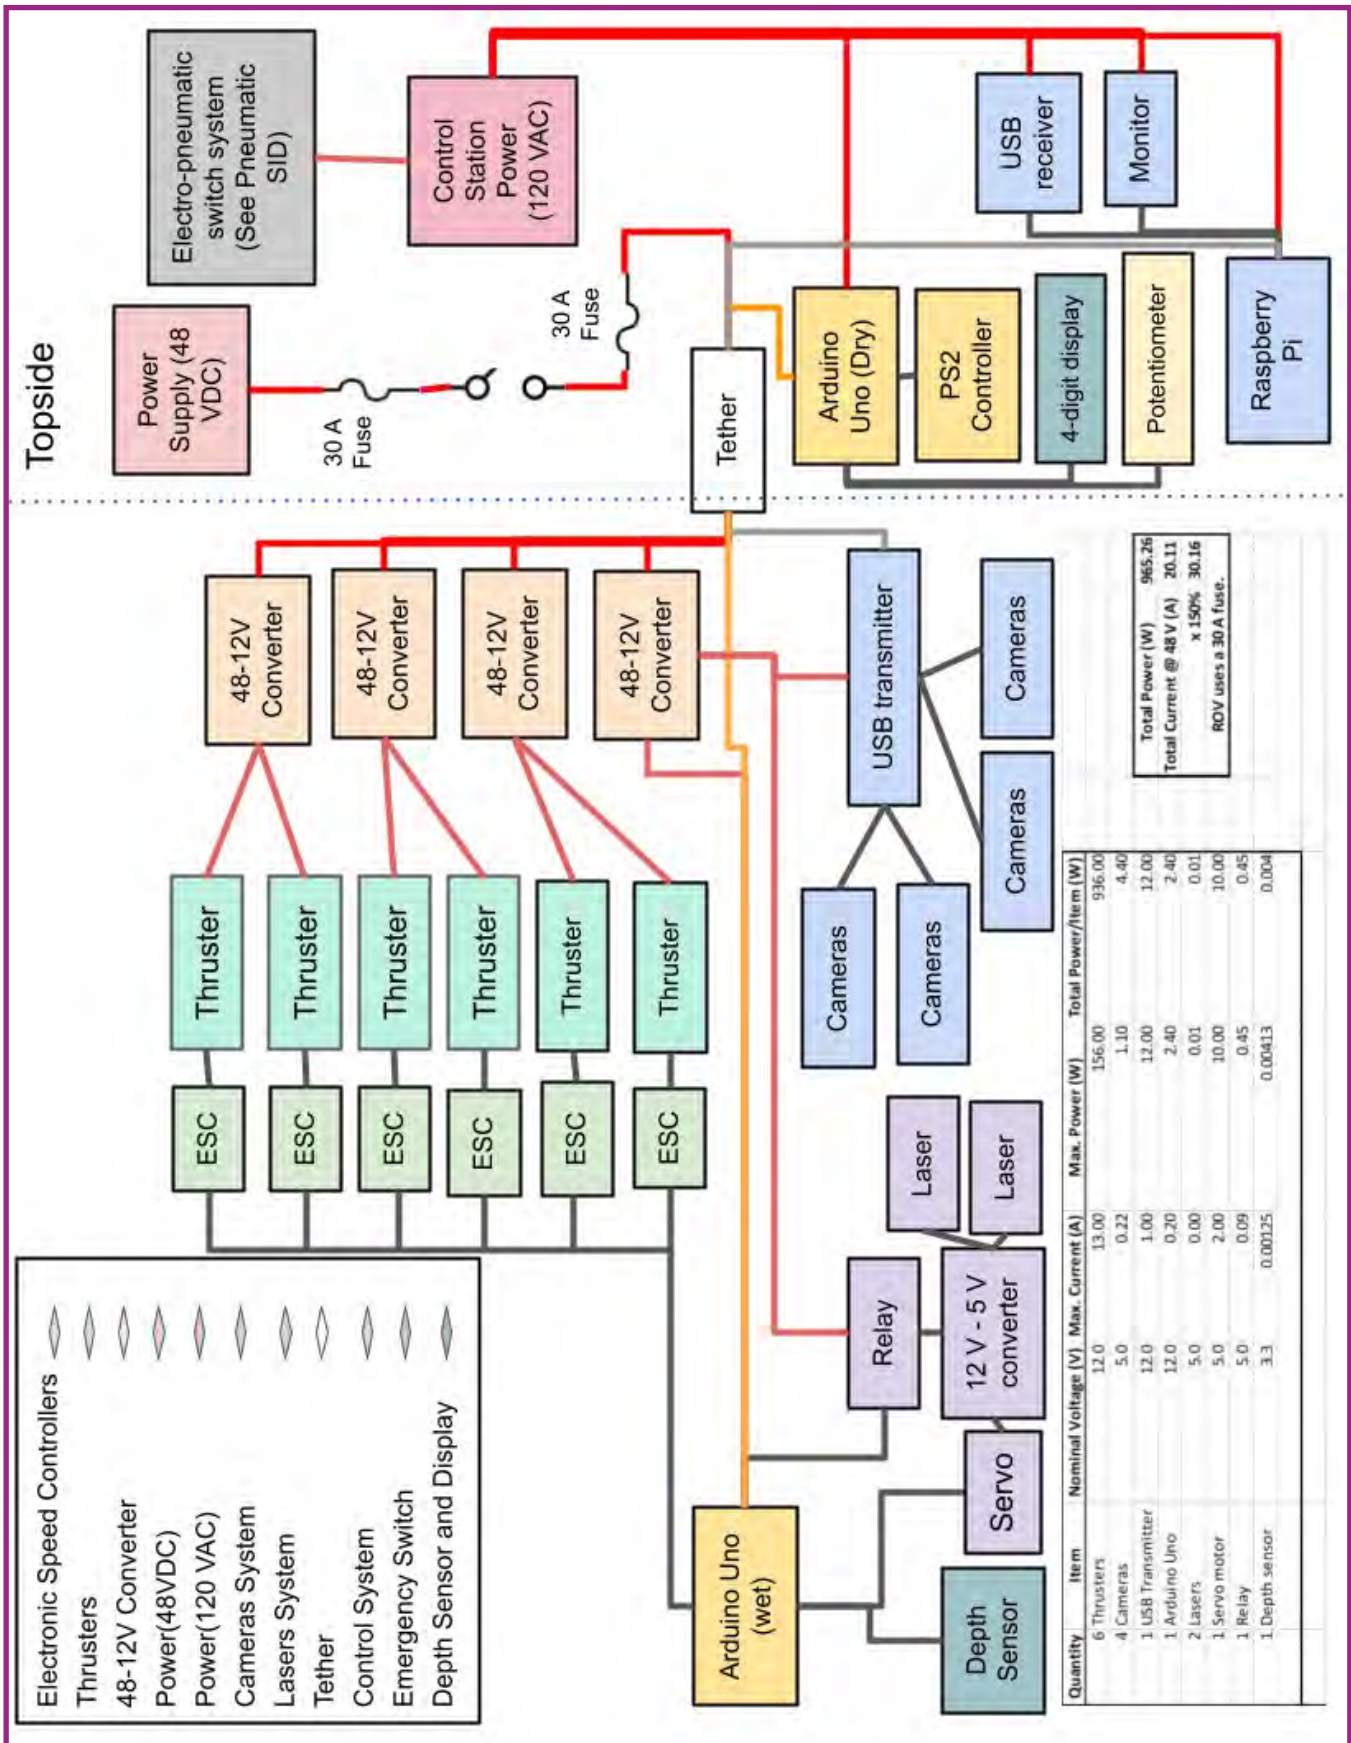 Topside
Power
Supply (48
VDC)
Electro-pneumatic
switch system
(See Pneumatic
SID)
Control
Station
Power
(120 VAC)
30 A
Fuse
30 A
Fuse
Tether
Arduino
Uno (Dry)
PS2
Controller
4-digit display
Potentiometer
Raspberry
Pi
USB
receiver
Monitor
48-12V
Converter
48-12V
Converter
48-12V
Converter
48-12V
Converter
Thruster
Thruster
Thruster
Thruster
Thruster
Thruster
ESC
ESC
ESC
ESC
ESC
ESC
USB transmitter
Cameras
Cameras
Cameras
Cameras
Laser
Laser
Relay
12 V - 5 V
converter
Servo
Arduino Uno
(wet)
Depth
Sensor
Electronic Speed Controllers
Thrusters
48-12V Converter
Power(48VDC)
Power(120 VAC)
Cameras System
Lasers System
Tether
Control System
Emergency Switch
Depth Sensor and Display
Quantity Item Nominal Voltage (V) Max. Current (A) Max. Power (W) Total Power/Item (W)
6 Thrusters 12.0 13.00 156.00 936.00
4 Cameras 5.0 0.22 1.10 4.40
1 USB Transmitter 12.0 1.00 12.00 12.00
1 Arduino Uno 12.0 0.20 2.40 2.40
2 Lasers 5.0 0.00 0.01 0.01
1 Servo motor 5.0 2.00 10.00 10.00
1 Relay 5.0 0.09 0.45 0.45
1 Depth sensor 3.3 0.00125 0.00413 0.004
Total Power (W) 965.26
Total Current @ 48 V (A) 20.11
x 150% 30.16
ROV uses a 30 A fuse.